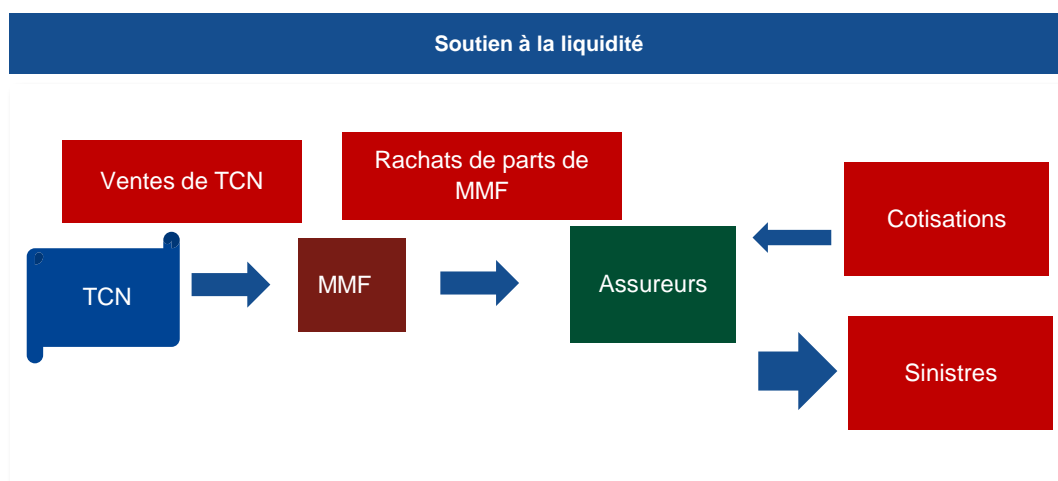 Soutien à la liquidité
Ventes de TCN
Rachats de parts de
MMF
Cotisations
TCN
MMF
Assureurs
Sinistres